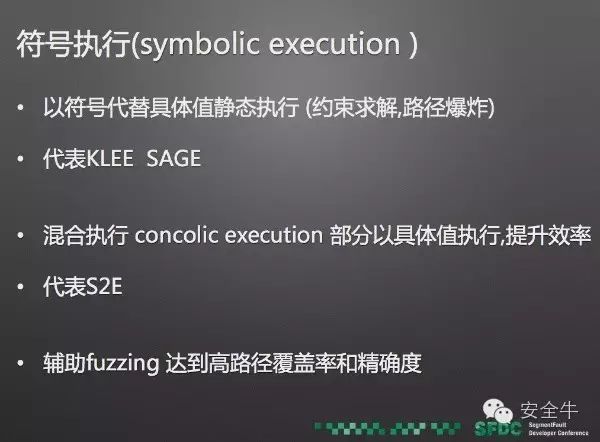 符号执行(symbolic execution )
• 以符号代替具体值静态执行 (约束求解,路径爆炸)
• 代表KLEE SAGE
• 混合执行 concolic execution 部分以具体值执行,提升效率
• 代表S2E
• 辅助fuzzing 达到高路径覆盖率和精确度
安全牛
SFDC SegmentFault
Developer Conference